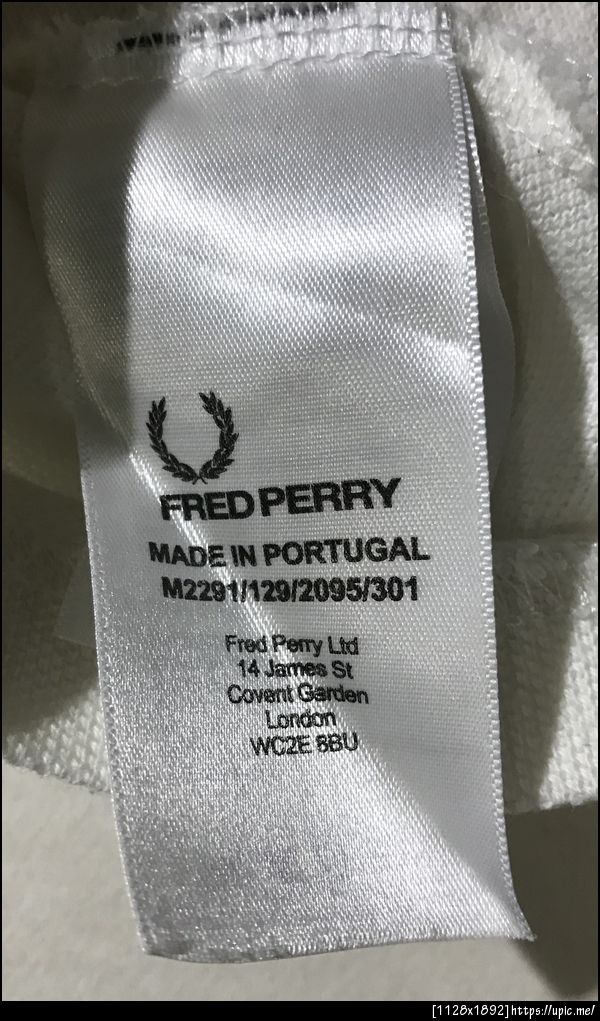 FRED PERRY
MADE IN PORTUGAL
M2291/129/2095/301
Fred Perry Ltd
14 James St
Covent Garden
London
WC2E 8BU
[1128x1892]https://upic.me/